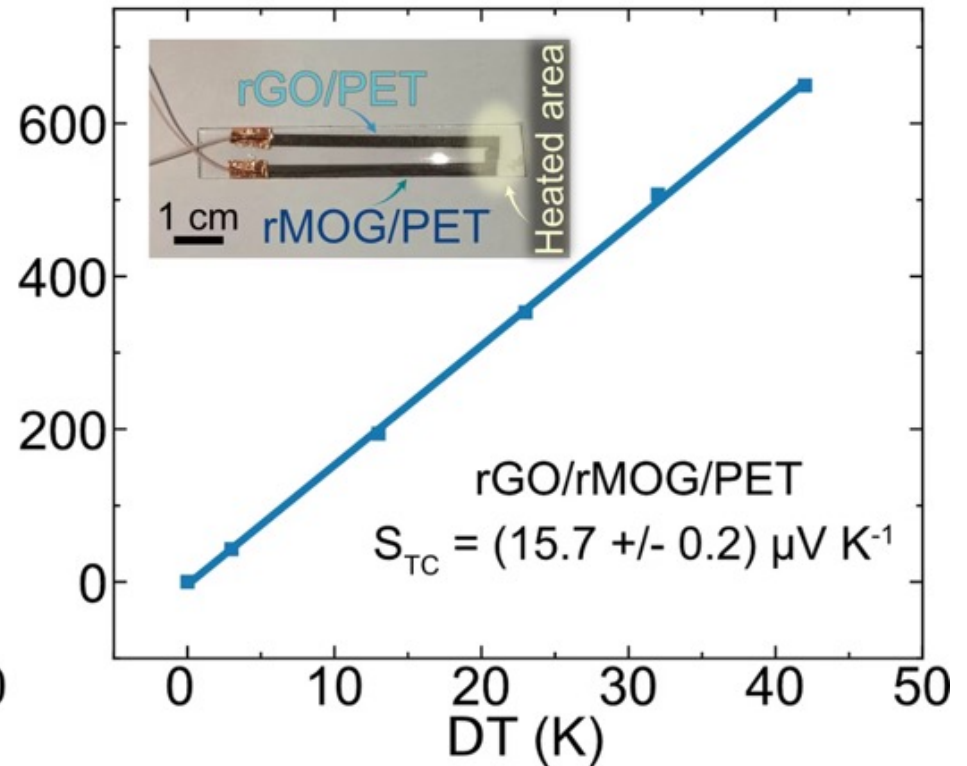 600
400
200
0
rGO/PET
rMOG/PET
1 cm
Heated area
rGO/rMOG/PET
S_TC = (15.7 +/- 0.2) µV K⁻¹
0 10 20 30 40 50
DT (K)